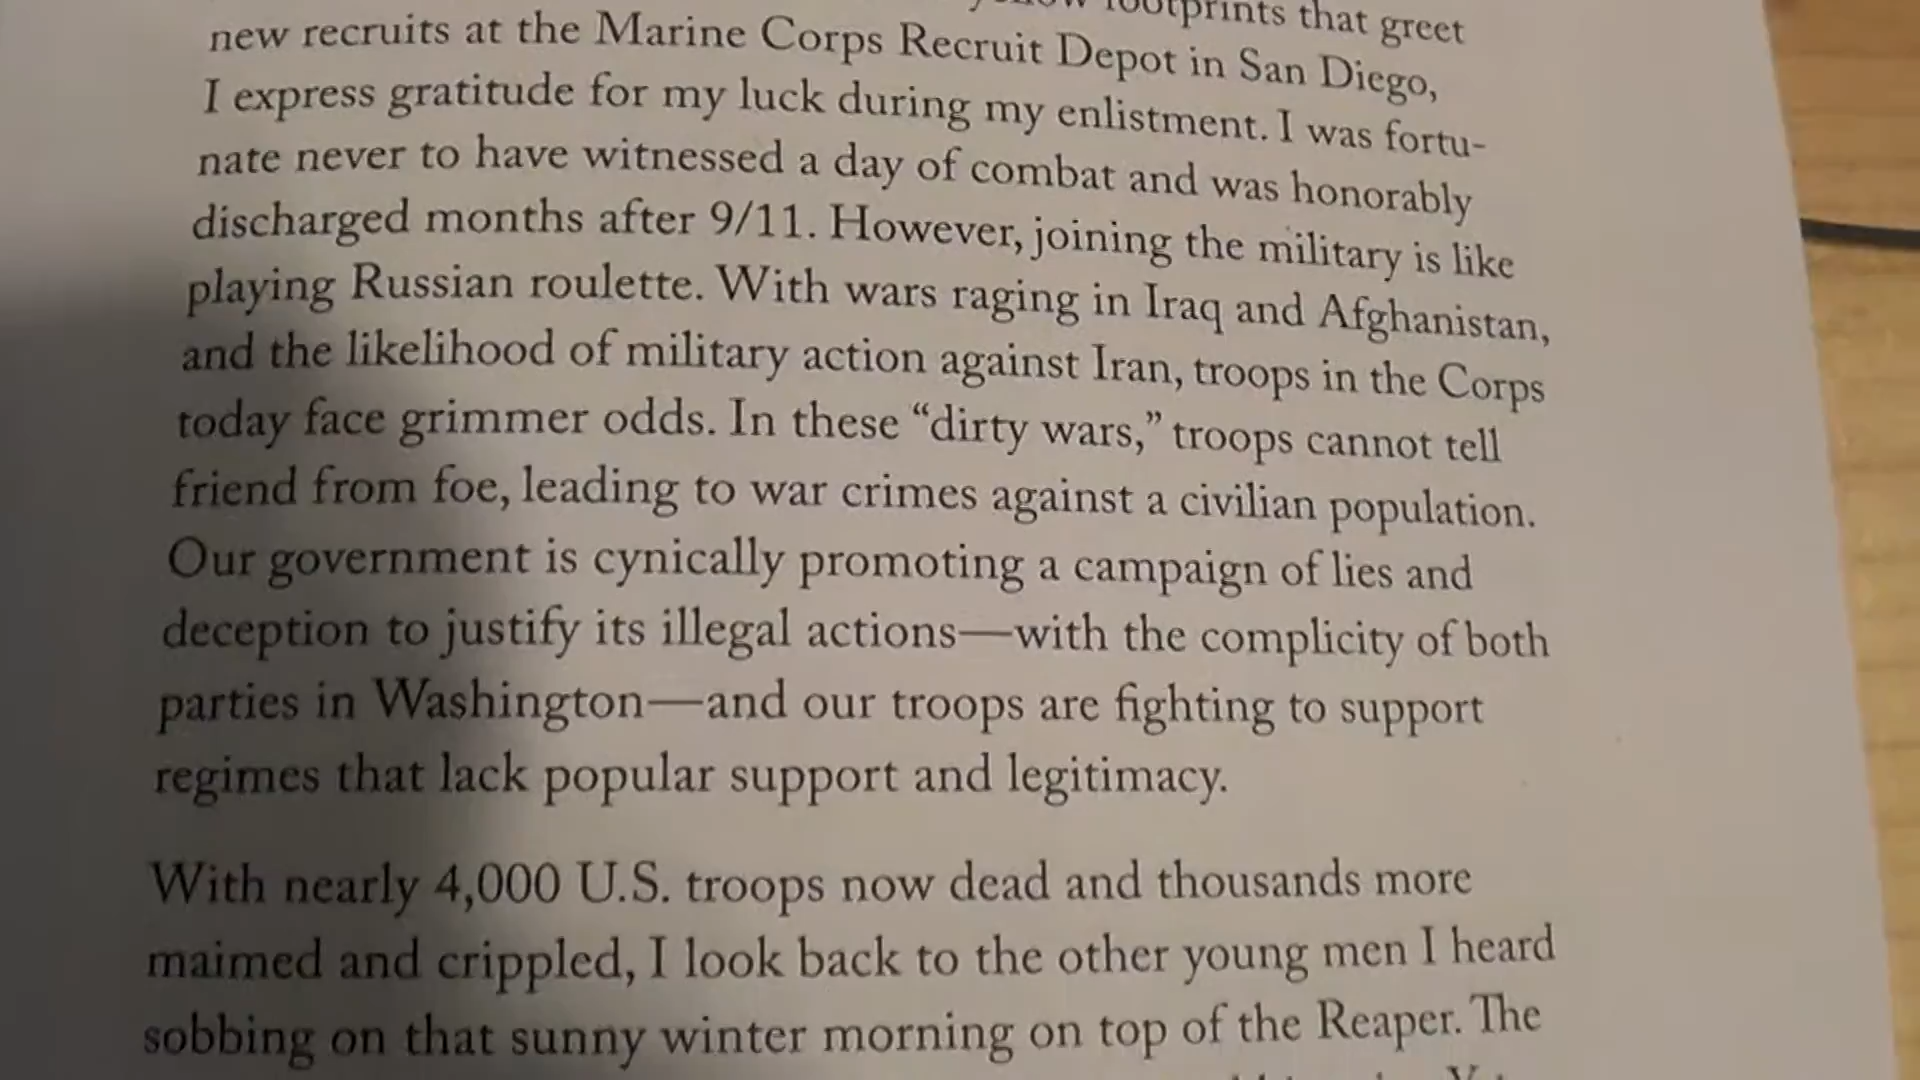 footprints that greet
new recruits at the Marine Corps Recruit Depot in San Diego,
I express gratitude for my luck during my enlistment. I was fortu-
nate never to have witnessed a day of combat and was honorably
discharged months after 9/11. However, joining the military is like
playing Russian roulette. With wars raging in Iraq and Afghanistan,
and the likelihood of military action against Iran, troops in the Corps
today face grimmer odds. In these “dirty wars,” troops cannot tell
friend from foe, leading to war crimes against a civilian population.
Our government is cynically promoting a campaign of lies and
deception to justify its illegal actions—with the complicity of both
parties in Washington—and our troops are fighting to support
regimes that lack popular support and legitimacy.
With nearly 4,000 U.S. troops now dead and thousands more
maimed and crippled, I look back to the other young men I heard
sobbing on that sunny winter morning on top of the Reaper. The